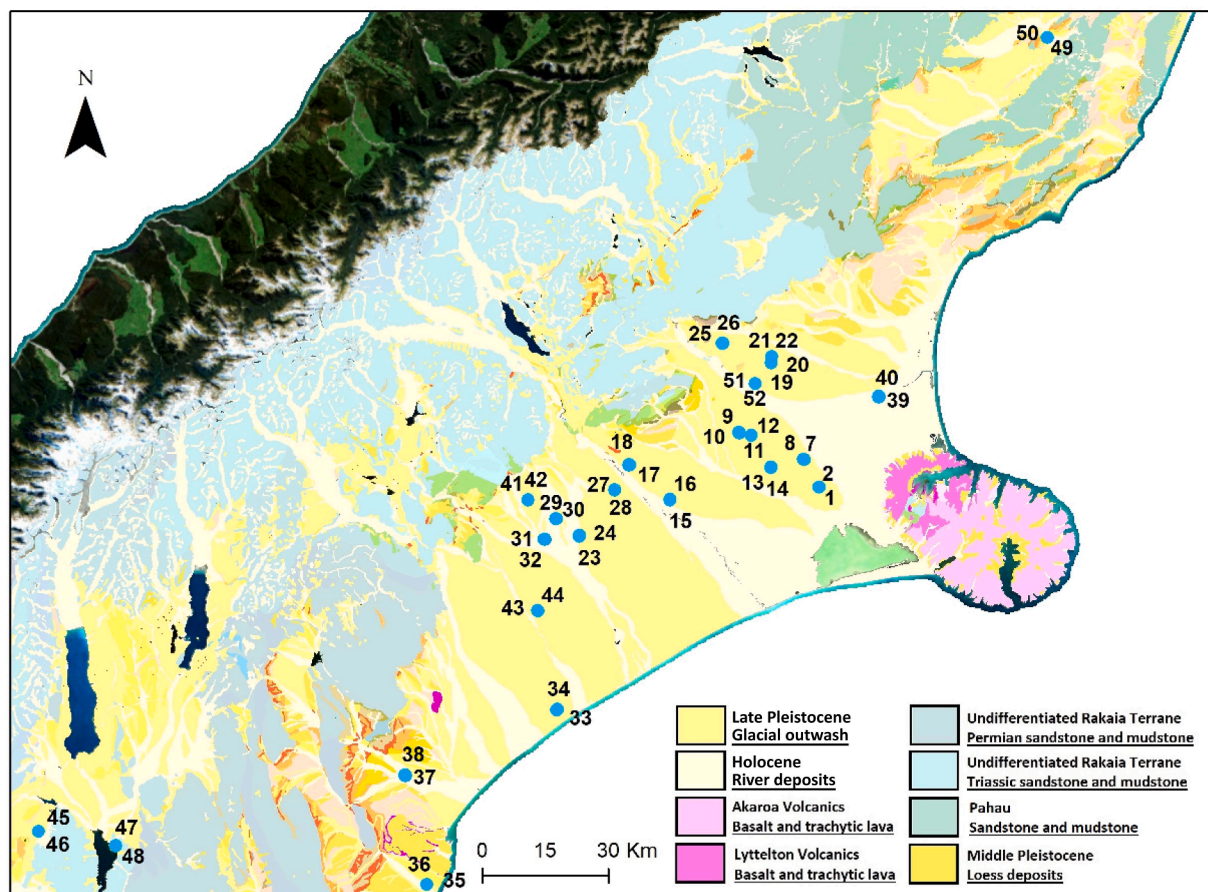 50
49
N
26
25
21
22
20
51
19
52
40
39
9
12
10
11
8
7
18
2
17
13
14
1
41
42
27
16
29
28
15
30
31
24
32
23
43
44
34
33
38
37
45
47
46
48
36
35
0
15
30 Km
Late Pleistocene
Glacial outwash
Holocene
River deposits
Akaroa Volcanics
Basalt and trachytic lava
Lyttelton Volcanics
Basalt and trachytic lava
Undifferentiated Rakaia Terrane
Permian sandstone and mudstone
Undifferentiated Rakaia Terrane
Triassic sandstone and mudstone
Pahau
Sandstone and mudstone
Middle Pleistocene
Loess deposits